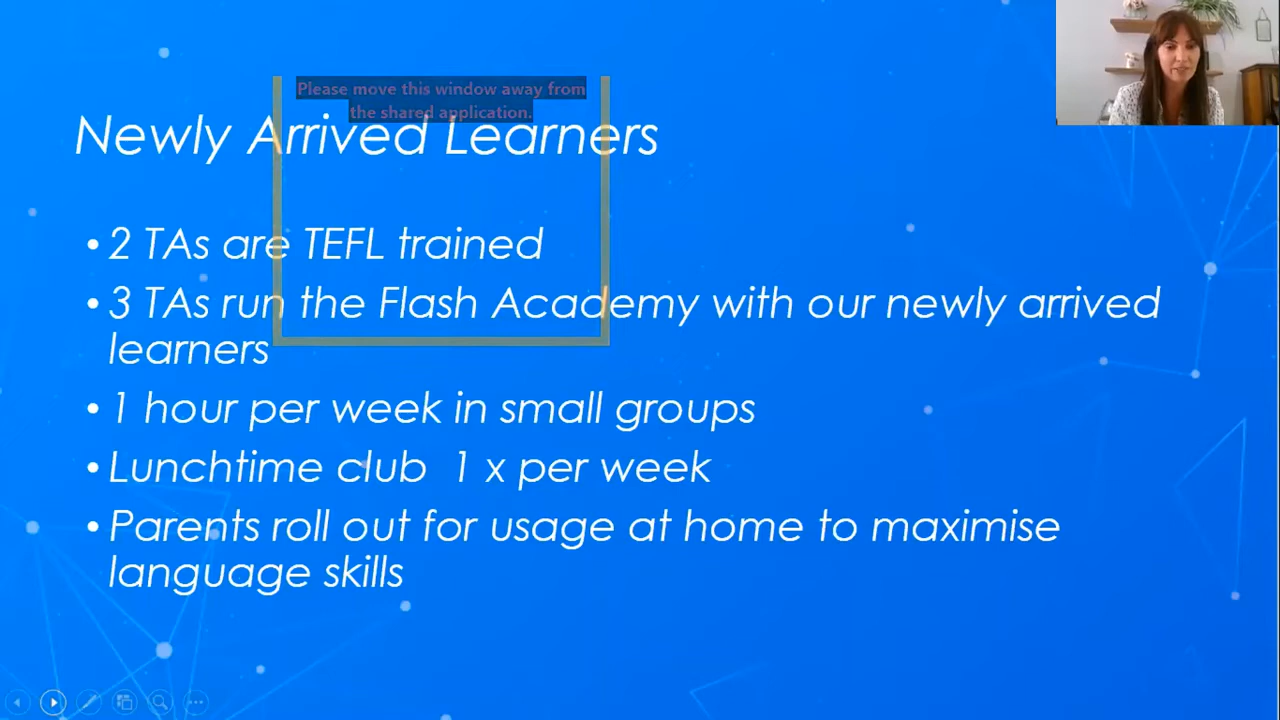 Please move this window away from
the shared application.
Newly Arrived Learners
• 2 TAs are TEFL trained
• 3 TAs run the Flash Academy with our newly arrived
learners
• 1 hour per week in small groups
• Lunchtime club 1 x per week
• Parents roll out for usage at home to maximise
language skills